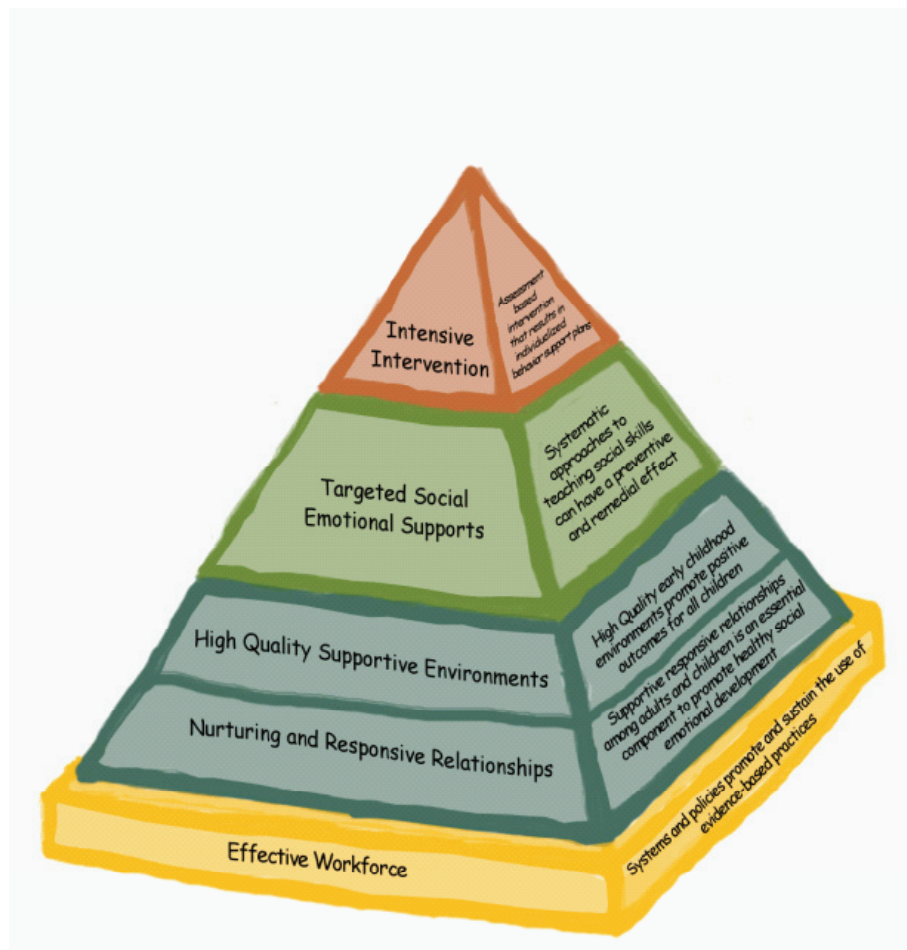 Intensive
Intervention
Assessment
based
intervention
that results in
individualized
behavior support plans
Targeted Social
Emotional Supports
Systematic
approaches to
teaching social skills
can have a preventive
and remedial effect
High Quality Supportive Environments
High Quality early childhood
environments promote positive
outcomes for all children
Nurturing and Responsive Relationships
Supportive responsive relationships
among adults and children is an essential
component to promote healthy social
emotional development
Effective Workforce
Systems and policies promote and sustain the use of
evidence-based practices